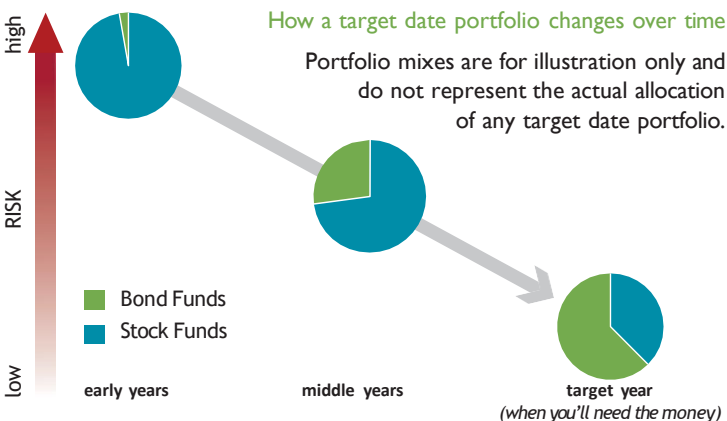 How a target date portfolio changes over time
Portfolio mixes are for illustration only and
do not represent the actual allocation
of any target date portfolio.
high
RISK
low
Bond Funds
Stock Funds
early years
middle years
target year
(when you'll need the money)